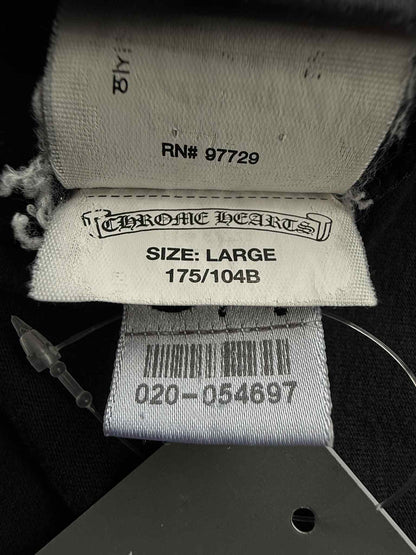 RN# 97729
CHROME HEARTS
SIZE: LARGE
175/104B
020-054697